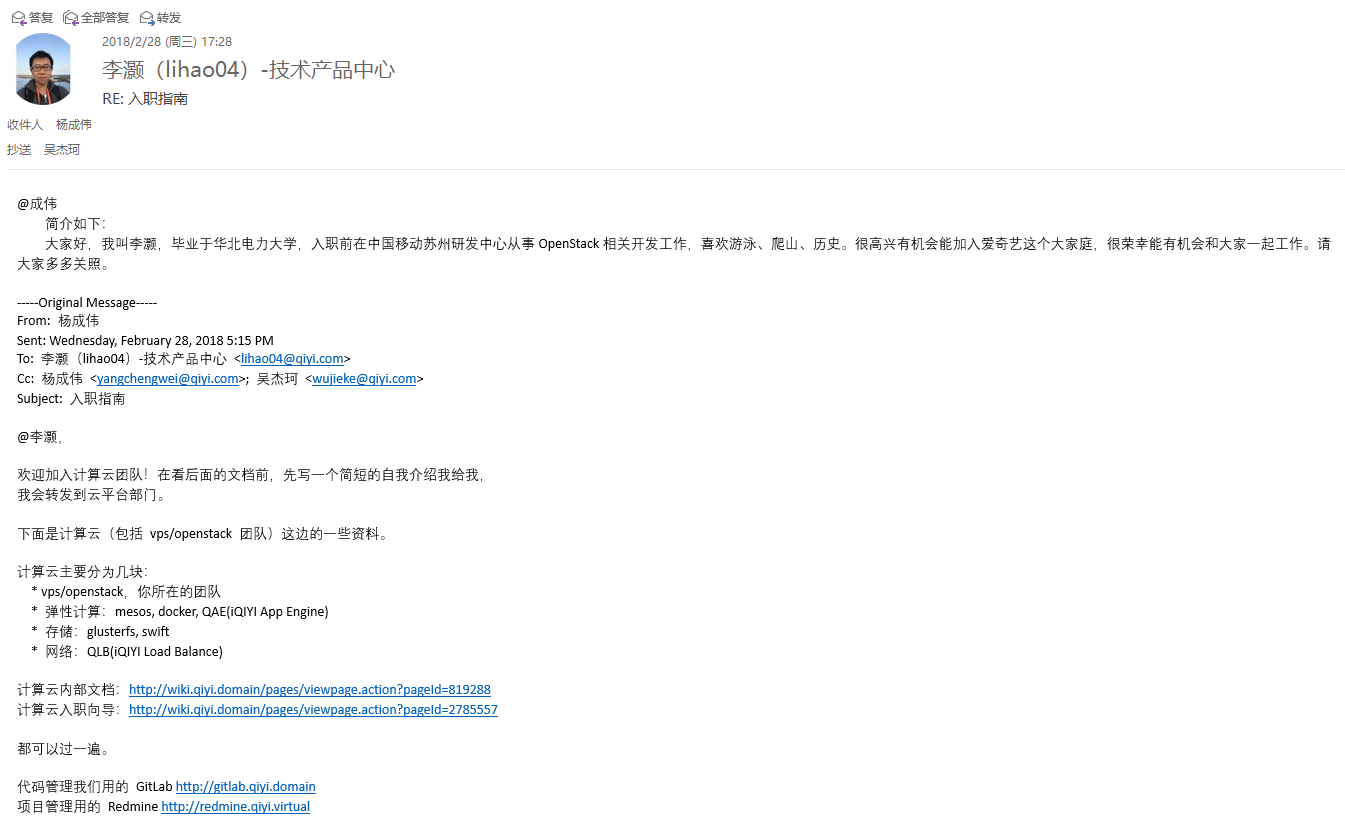 答复 全部答复 转发
2018/2/28 (周三) 17:28
李灏（lihao04）-技术产品中心
RE: 入职指南
收件人 杨成伟
抄送 吴杰珂
@成伟
简介如下：
大家好，我叫李灏，毕业于华北电力大学，入职前在中国移动苏州研发中心从事 OpenStack 相关开发工作，喜欢游泳、爬山、历史。很高兴有机会能加入爱奇艺这个大家庭，很荣幸能有机会和大家一起工作。请
大家多多关照。
-----Original Message-----
From: 杨成伟
Sent: Wednesday, February 28, 2018 5:15 PM
To: 李灏（lihao04）-技术产品中心 <lihao04@qiyi.com>
Cc: 杨成伟 <yangchengwei@qiyi.com>; 吴杰珂 <wujieke@qiyi.com>
Subject: 入职指南
@李灏，
欢迎加入计算云团队！在看后面的文档前，先写一个简短的自我介绍我给我，
我会转发到云平台部门。
下面是计算云（包括 vps/openstack 团队）这边的一些资料。
计算云主要分为几块：
* vps/openstack，你所在的团队
* 弹性计算：mesos, docker, QAE(iQIYI App Engine)
* 存储：glusterfs, swift
* 网络：QLB(iQIYI Load Balance)
计算云内部文档：http://wiki.qiyi.domain/pages/viewpage.action?pageId=819288
计算云入职向导：http://wiki.qiyi.domain/pages/viewpage.action?pageId=2785557
都可以过一遍。
代码管理我们用的 GitLab http://gitlab.qiyi.domain
项目管理用的 Redmine http://redmine.qiyi.virtual